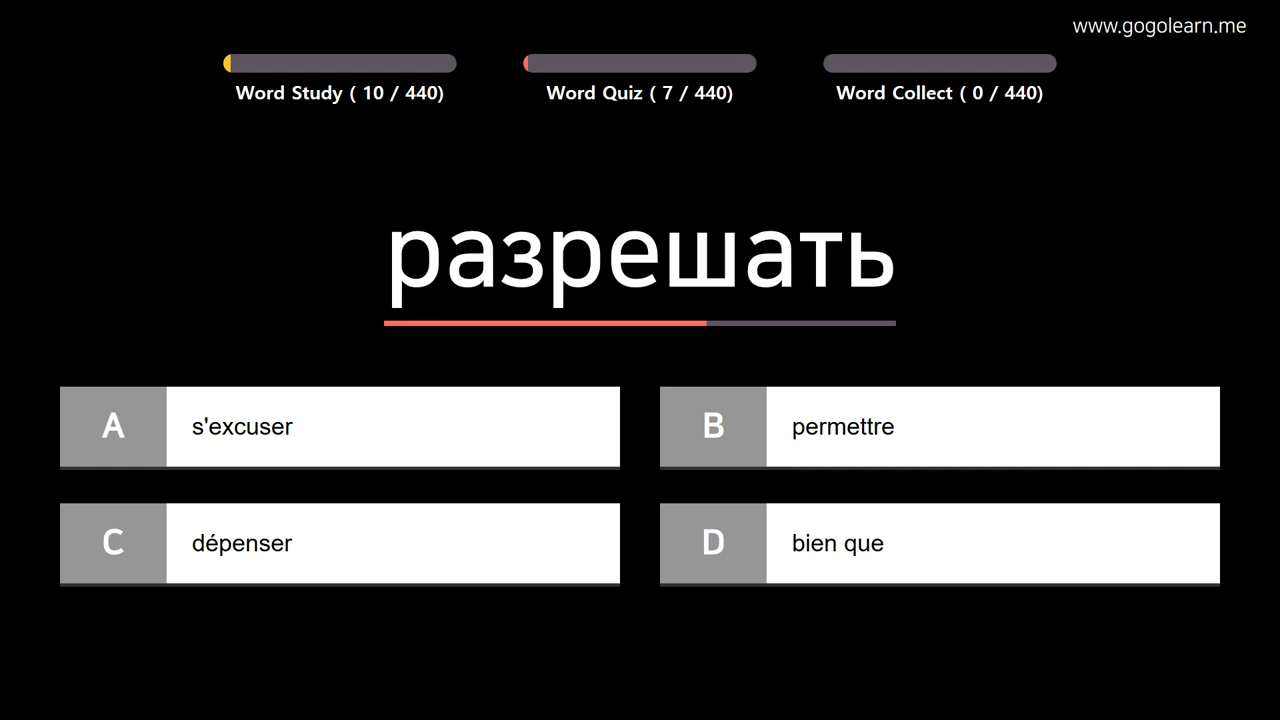 www.gogolearn.me
Word Study ( 10 / 440)
Word Quiz ( 7 / 440)
Word Collect ( 0 / 440)
разрешать
A s'excuser
B permettre
C dépenser
D bien que